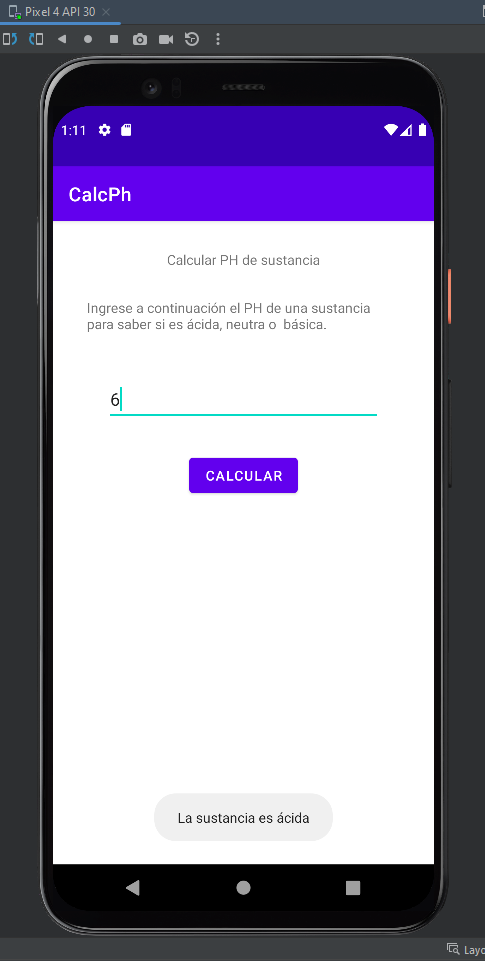 Pixel 4 API 30
1:11
CalcPh
Calcular PH de sustancia
Ingrese a continuación el PH de una sustancia
para saber si es ácida, neutra o  básica.
6
CALCULAR
La sustancia es ácida